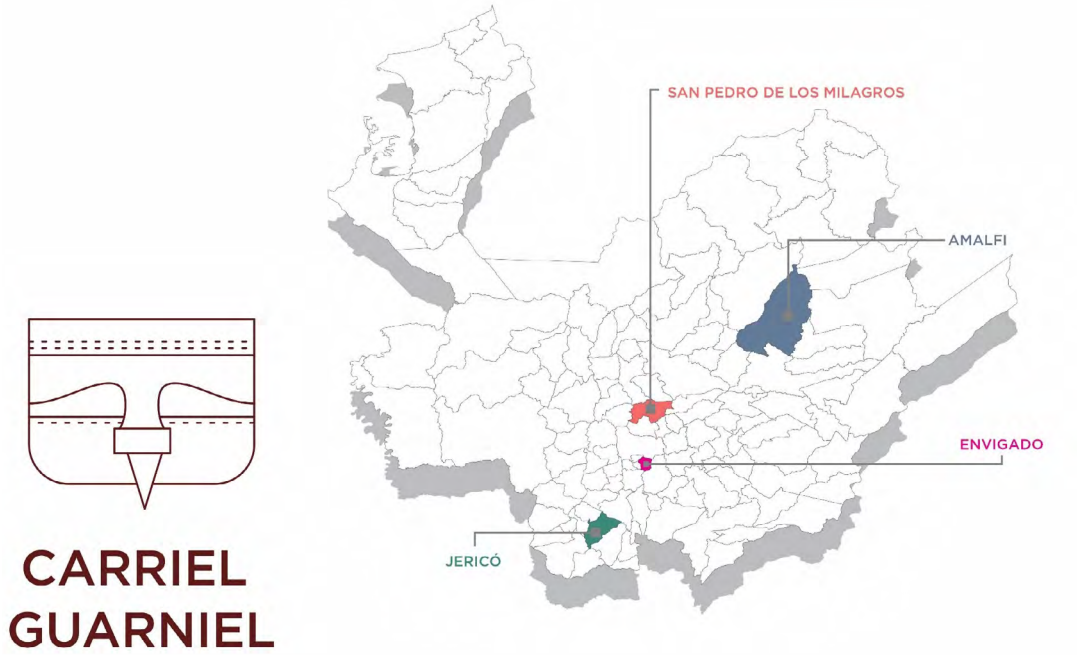 SAN PEDRO DE LOS MILAGROS
AMALFI
ENVIGADO
JERICÓ
CARRIEL
GUARNIEL